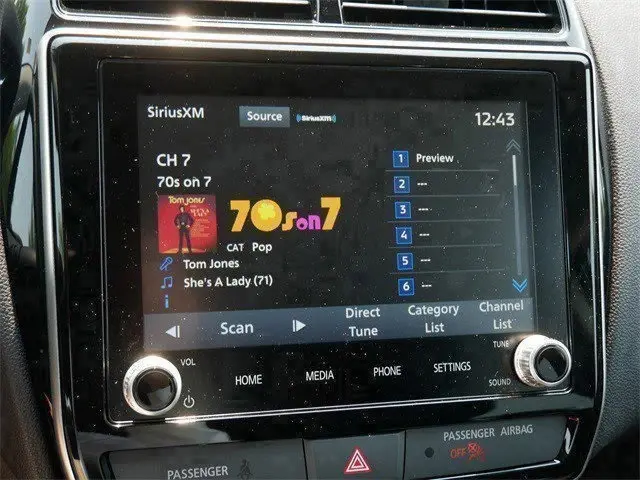 SiriusXM
Source
SiriusXM
12:43
CH 7
70s on 7
Tom Jones
70s on 7
CAT Pop
Tom Jones
She's A Lady (71)
1 Preview
2 ---
3 ---
4 ---
5 ---
6 ---
Scan
Direct
Tune
Category
List
Channel
List
VOL
HOME
MEDIA
PHONE
SETTINGS
TUNE
SOUND
PASSENGER
PASSENGER AIRBAG
OFF